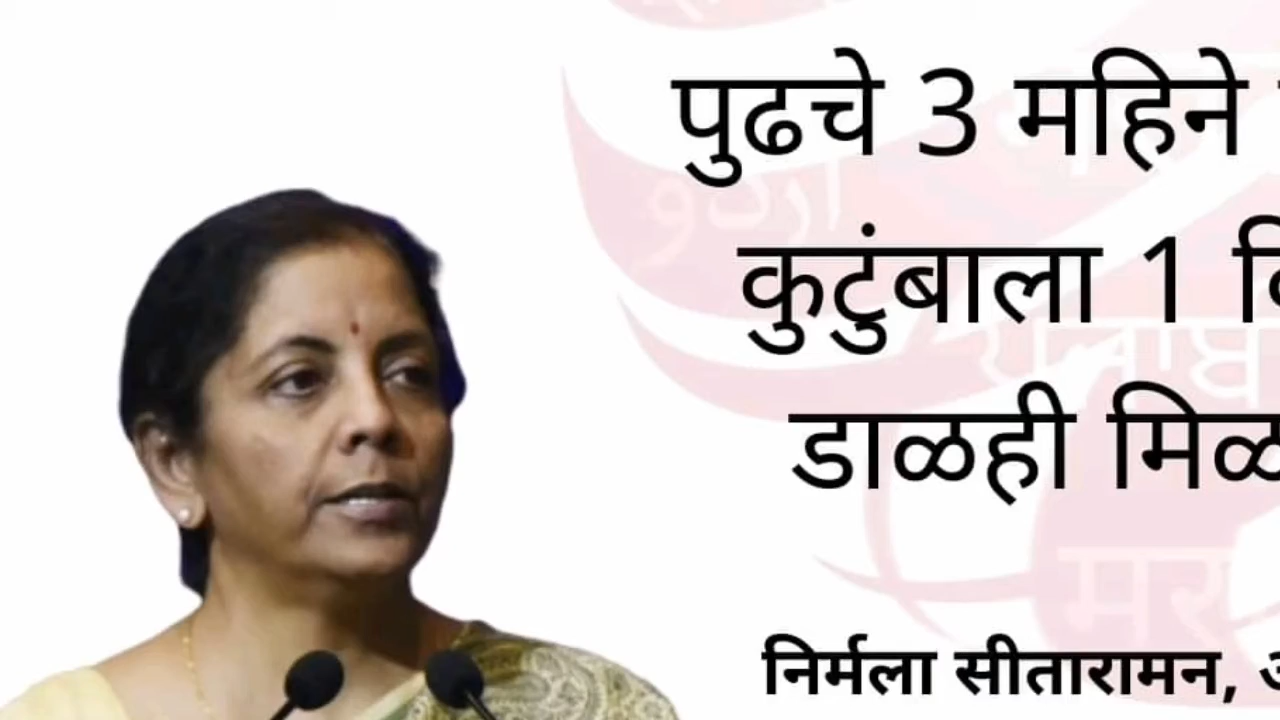 पुढचे 3 महिने
कुटुंबाला 1
डाळही
निर्मला सीतारामन,